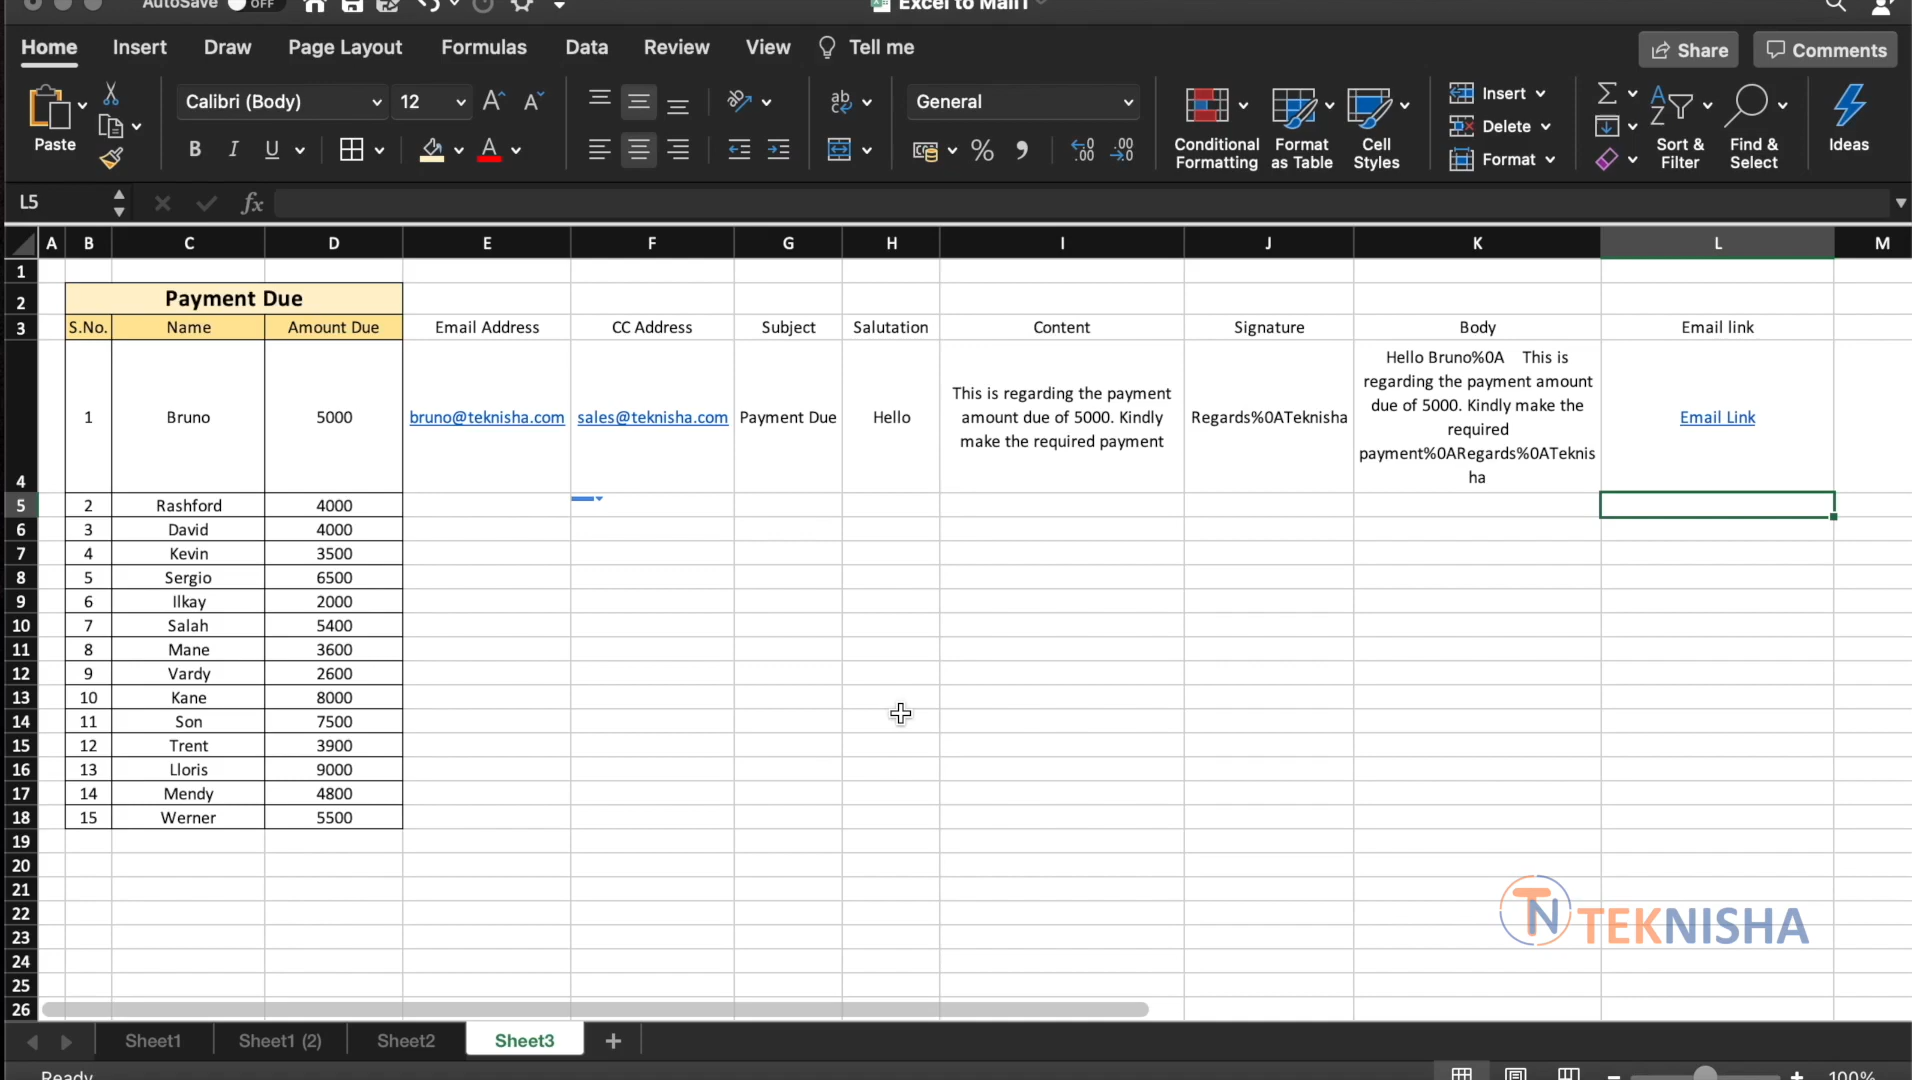 AutoSave OFF
Excel to Mail1
Home Insert Draw Page Layout Formulas Data Review View Tell me Share Comments
Paste
Calibri (Body) 12
B I U A
ab
General
Conditional Formatting
Format as Table
Cell Styles
Insert
Delete
Format
Sort & Filter
Find & Select
Ideas
L5 fx
A B C D E F G H I J K L M
1
2 Payment Due
3 S.No. Name Amount Due Email Address CC Address Subject Salutation Content Signature Body Email link
4 1 Bruno 5000 bruno@teknisha.com sales@teknisha.com Payment Due Hello
This is regarding the payment
amount due of 5000. Kindly
make the required payment
Regards%0ATeknisha
Hello Bruno%0A This is
regarding the payment amount
due of 5000. Kindly make the
required
payment%0ARegards%0ATeknis
ha
Email Link
5 2 Rashford 4000
6 3 David 4000
7 4 Kevin 3500
8 5 Sergio 6500
9 6 Ilkay 2000
10 7 Salah 5400
11 8 Mane 3600
12 9 Vardy 2600
13 10 Kane 8000
14 11 Son 7500
15 12 Trent 3900
16 13 Lloris 9000
17 14 Mendy 4800
18 15 Werner 5500
19
20
21
22
23
24
25
26
TN TEKNISHA
Sheet1 Sheet1 (2) Sheet2 Sheet3 +
Ready 100%